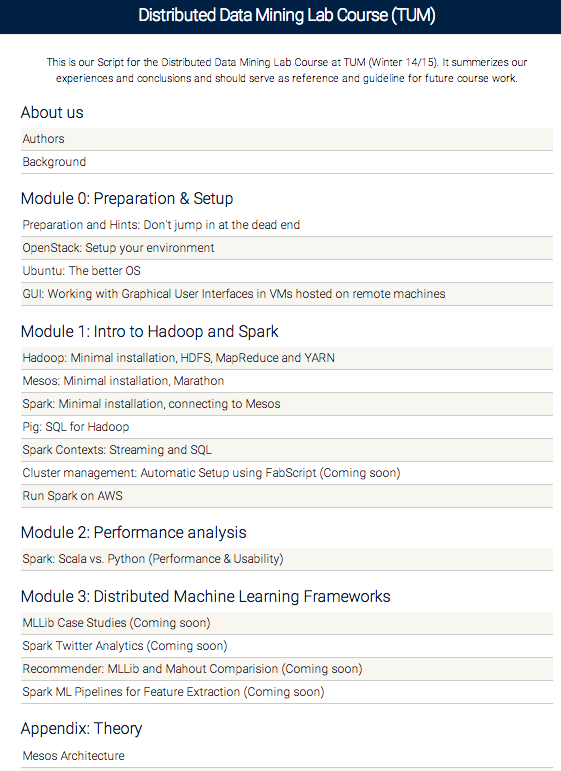 Distributed Data Mining Lab Course (TUM)
This is our Script for the Distributed Data Mining Lab Course at TUM (Winter 14/15). It summerizes our
experiences and conclusions and should serve as reference and guideline for future course work.
About us
Authors
Background
Module 0: Preparation & Setup
Preparation and Hints: Don't jump in at the dead end
OpenStack: Setup your environment
Ubuntu: The better OS
GUI: Working with Graphical User Interfaces in VMs hosted on remote machines
Module 1: Intro to Hadoop and Spark
Hadoop: Minimal installation, HDFS, MapReduce and YARN
Mesos: Minimal installation, Marathon
Spark: Minimal installation, connecting to Mesos
Pig: SQL for Hadoop
Spark Contexts: Streaming and SQL
Cluster management: Automatic Setup using FabScript (Coming soon)
Run Spark on AWS
Module 2: Performance analysis
Spark: Scala vs. Python (Performance & Usability)
Module 3: Distributed Machine Learning Frameworks
MLLib Case Studies (Coming soon)
Spark Twitter Analytics (Coming soon)
Recommender: MLLib and Mahout Comparision (Coming soon)
Spark ML Pipelines for Feature Extraction (Coming soon)
Appendix: Theory
Mesos Architecture